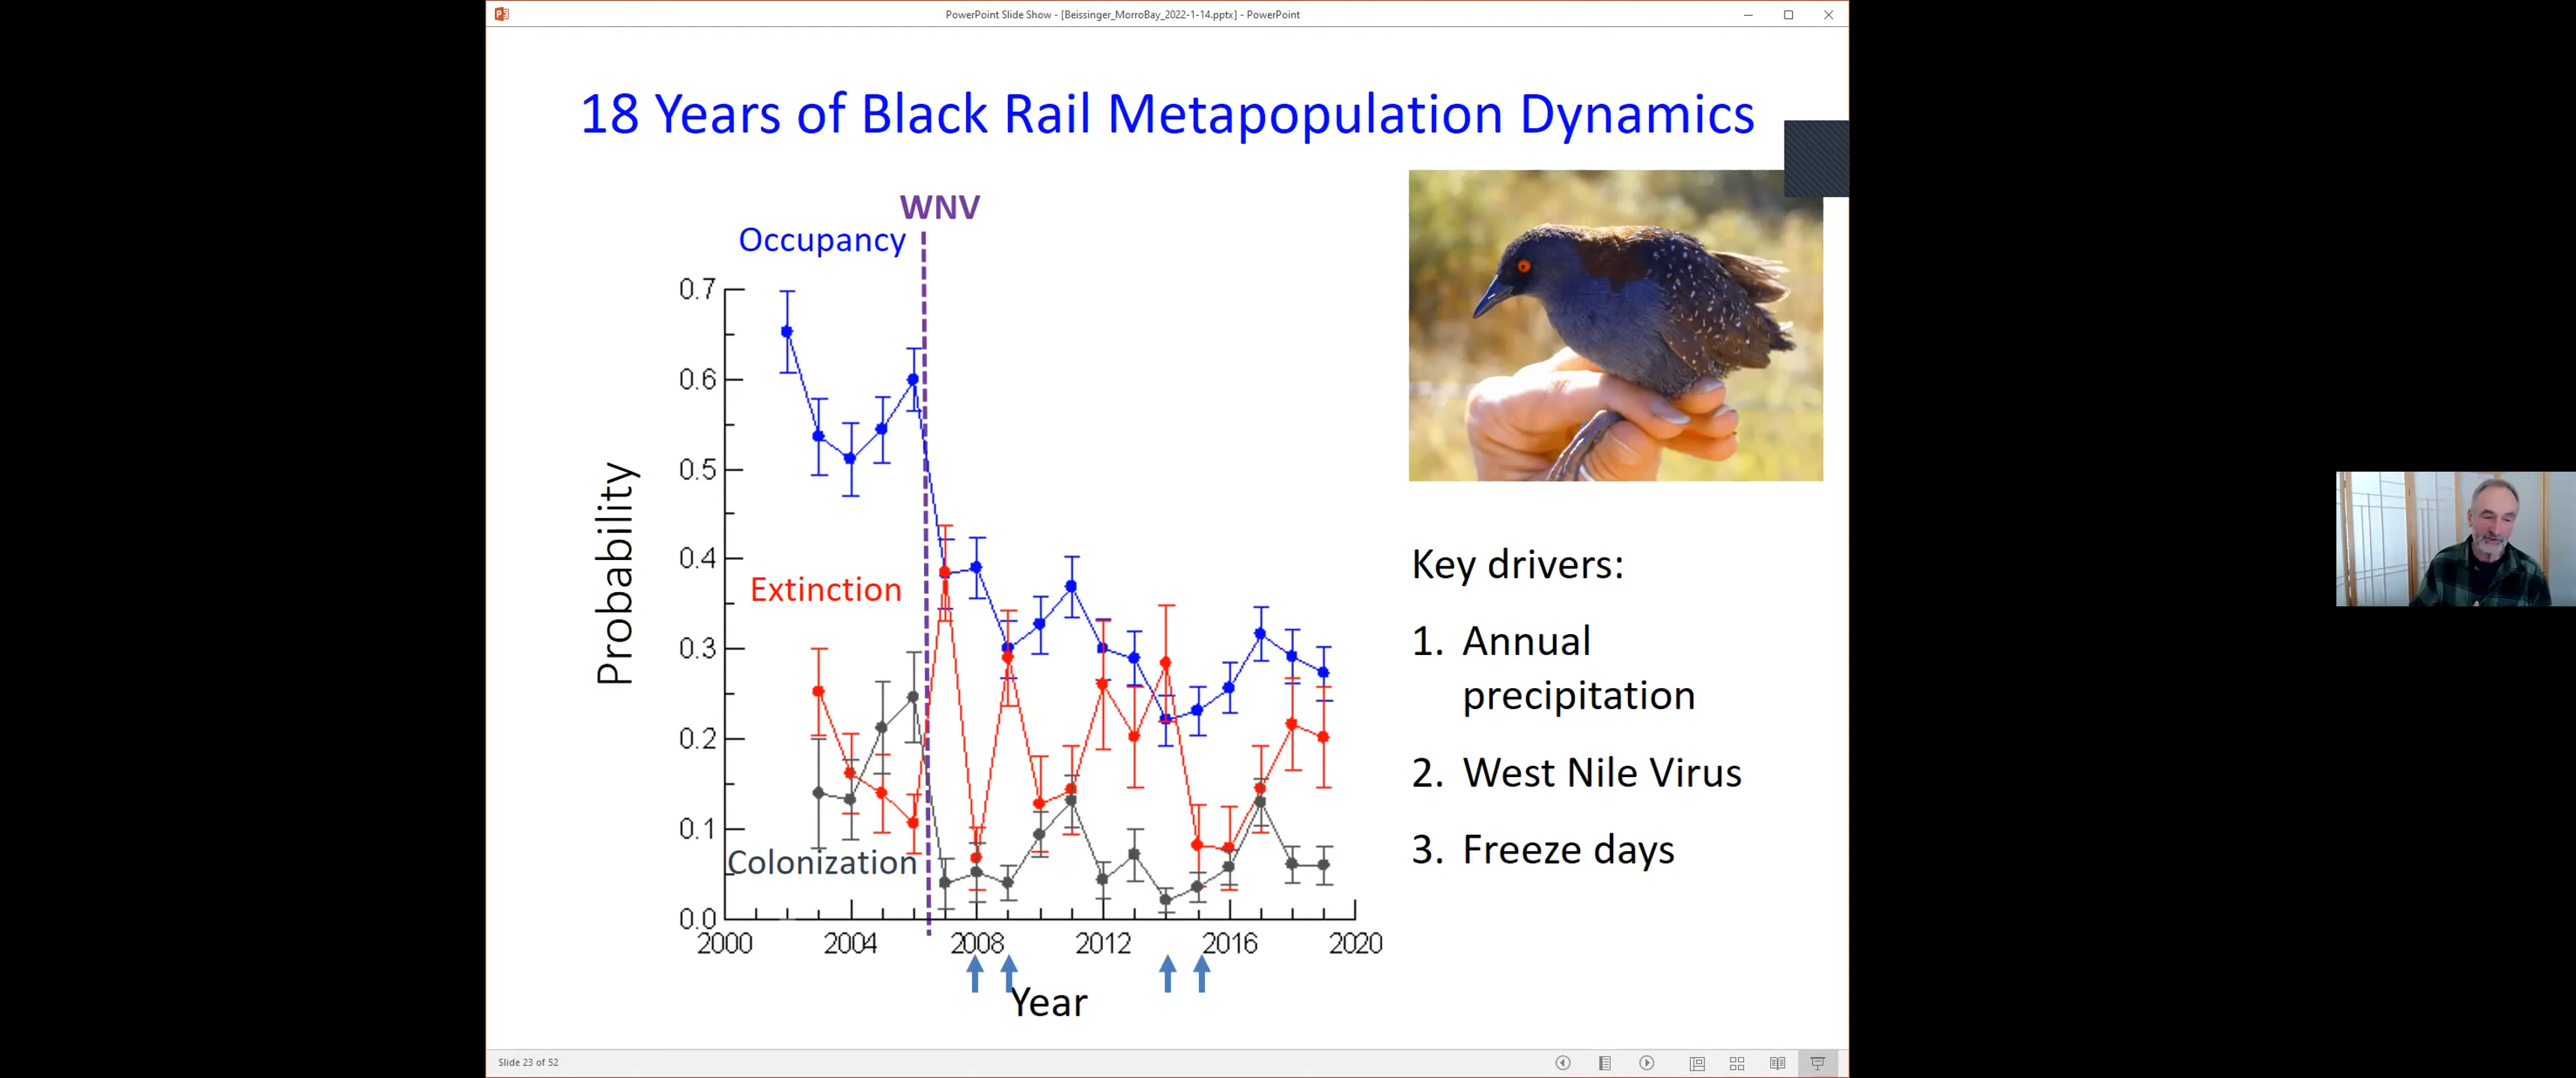 PowerPoint Slide Show - [Beissinger_MorroBay_2022-1-14.pptx] - PowerPoint
18 Years of Black Rail Metapopulation Dynamics
WNV
Occupancy
0.7
0.6
0.5
0.4
Extinction
0.3
0.2
0.1
Colonization
0.0
Probability
2000
2004
2008
2012
2016
2020
Year
Key drivers:
1. Annual
precipitation
2. West Nile Virus
3. Freeze days
Slide 23 of 52